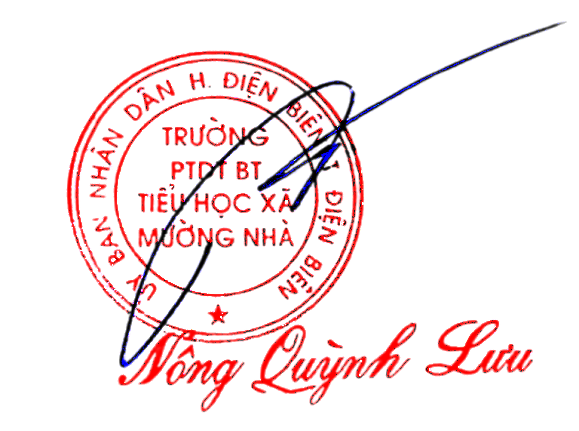 ỦY BAN NHÂN DÂN H. ĐIỆN BIÊN T. ĐIỆN BIÊN
TRƯỜNG
PTDT BT
TIỂU HỌC XÃ
MƯỜNG NHÀ
Nông Quỳnh Lưu